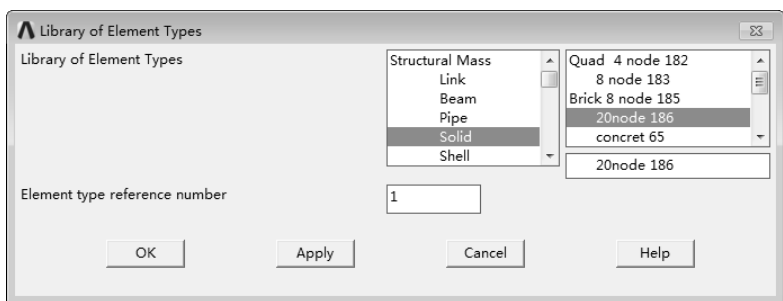 Library of Element Types
Library of Element Types
Structural Mass
Link
Beam
Pipe
Solid
Shell
Quad 4 node 182
8 node 183
Brick 8 node 185
20node 186
concret 65
20node 186
Element type reference number
1
OK
Apply
Cancel
Help